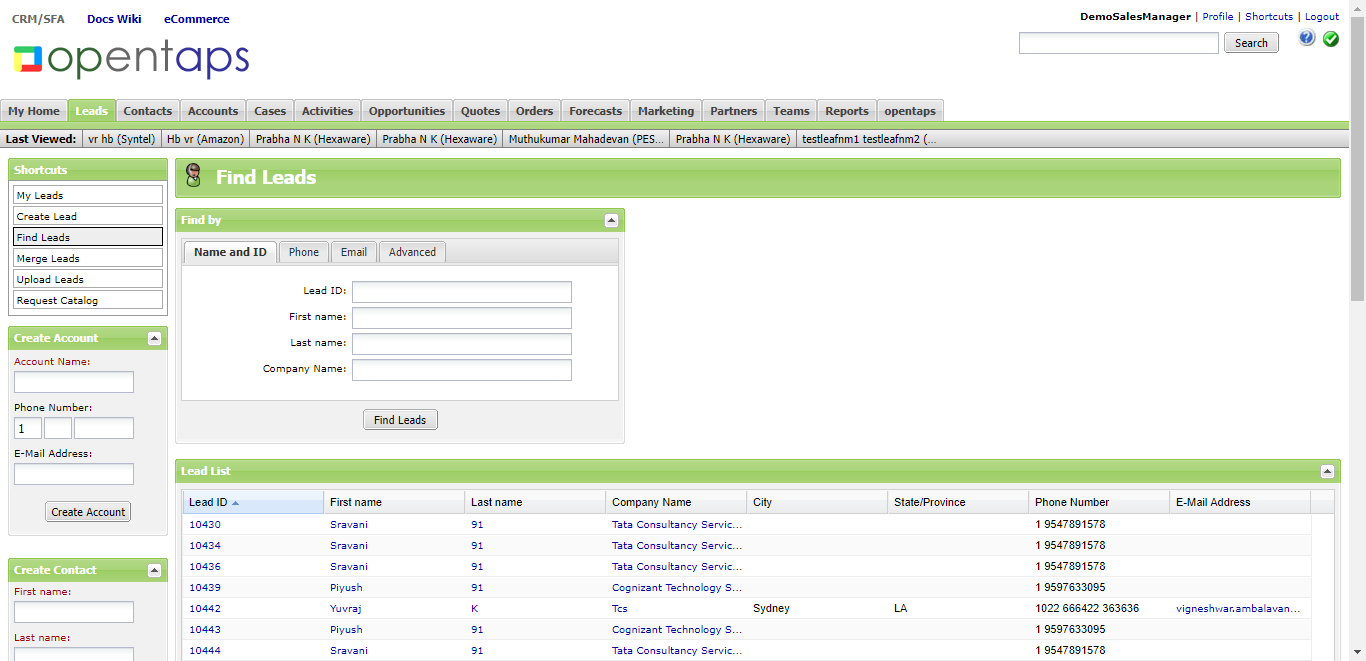 CRM/SFA Docs Wiki eCommerce
DemoSalesManager | Profile | Shortcuts | Logout
opentaps
Search
My Home Leads Contacts Accounts Cases Activities Opportunities Quotes Orders Forecasts Marketing Partners Teams Reports opentaps
Last Viewed: vr hb (Syntel) Hb vr (Amazon) Prabha N K (Hexaware) Prabha N K (Hexaware) Muthukumar Mahadevan (PES... Prabha N K (Hexaware) testleafnm1 testleafnm2 (...
Shortcuts
My Leads
Create Lead
Find Leads
Merge Leads
Upload Leads
Request Catalog
Create Account
Account Name:
Phone Number:
1
E-Mail Address:
Create Account
Create Contact
First name:
Last name:
Find Leads
Find by
Name and ID Phone Email Advanced
Lead ID:
First name:
Last name:
Company Name:
Find Leads
Lead List
Lead ID First name Last name Company Name City State/Province Phone Number E-Mail Address
10430 Sravani 91 Tata Consultancy Servic... 1 9547891578
10434 Sravani 91 Tata Consultancy Servic... 1 9547891578
10436 Sravani 91 Tata Consultancy Servic... 1 9547891578
10439 Piyush 91 Cognizant Technology S... 1 9597633095
10442 Yuvraj K Tcs Sydney LA 1022 666422 363636 vigneshwar.ambalavan...
10443 Piyush 91 Cognizant Technology S... 1 9597633095
10444 Sravani 91 Tata Consultancy Servic... 1 9547891578